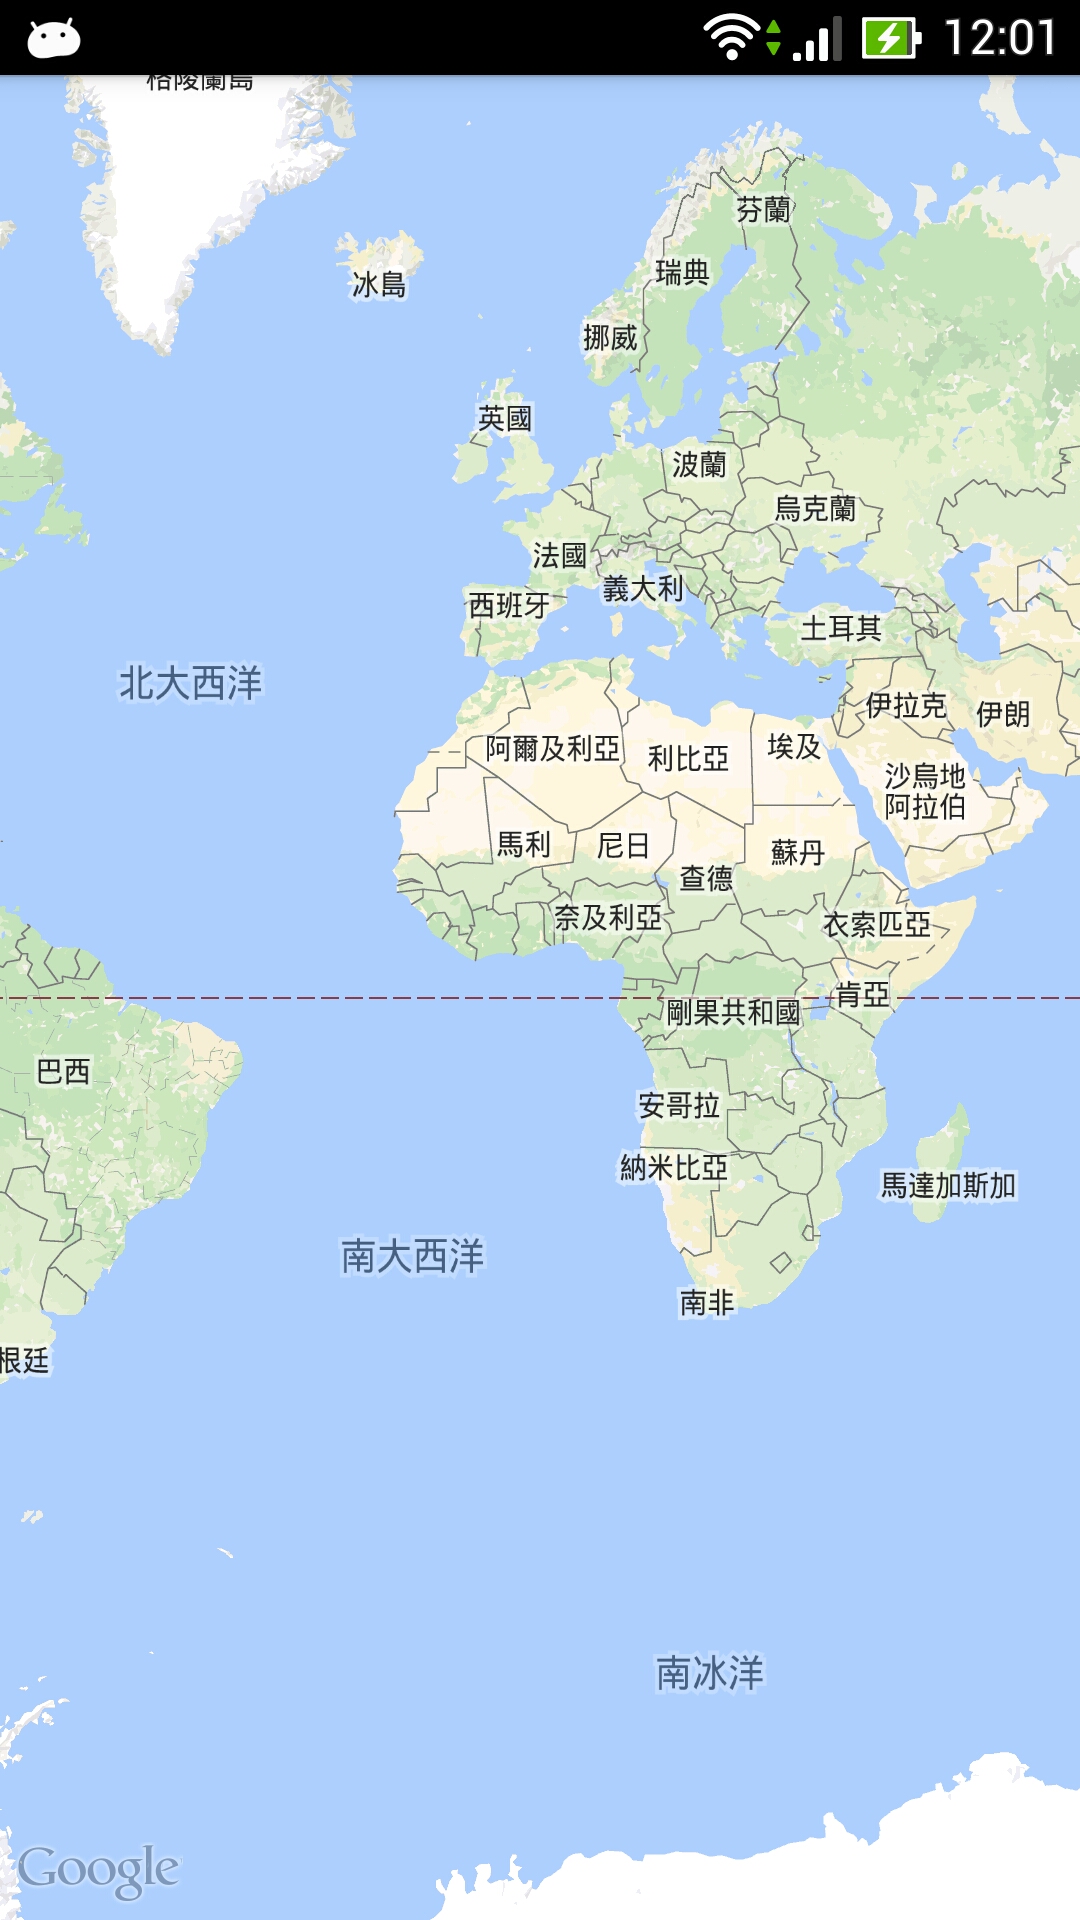 12:01
格陵蘭島
芬蘭
瑞典
冰島
挪威
英國
波蘭
烏克蘭
法國
義大利
西班牙
土耳其
北大西洋
伊拉克
伊朗
阿爾及利亞
利比亞
埃及
沙烏地
阿拉伯
馬利
尼日
蘇丹
查德
奈及利亞
衣索匹亞
肯亞
剛果共和國
巴西
安哥拉
納米比亞
馬達加斯加
南大西洋
南非
根廷
南冰洋
Google